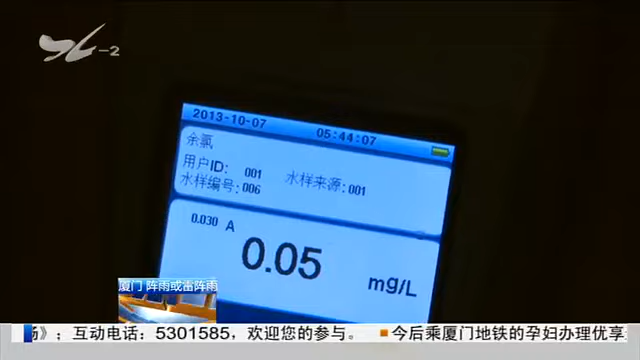 -2
2013-10-07 05:44:07
余氯
用户ID: 001
水样编号: 006 水样来源: 001
0.030 A
0.05 mg/L
厦门 阵雨或雷阵雨
场》；互动电话：5301585，欢迎您的参与。 ■今后乘厦门地铁的孕妇办理优享